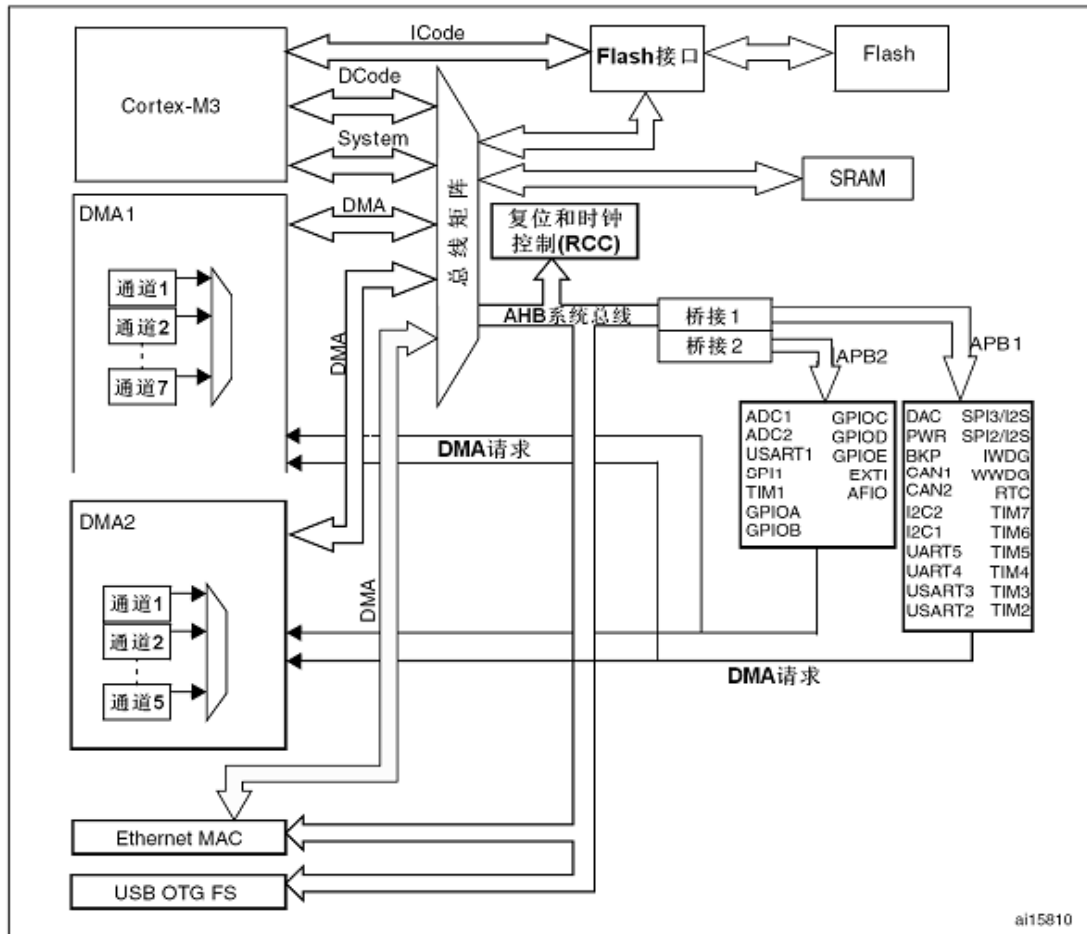 ICode
Flash接口
Flash
Cortex-M3
DCode
System
SRAM
DMA1
DMA
总线矩阵
复位和时钟
控制(RCC)
通道1
通道2
通道7
AHB系统总线
桥接1
桥接2
APB2
APB1
DMA
DMA请求
ADC1 GPIOC
ADC2 GPIOD
USART1 GPIOE
SPI1 EXTI
TIM1 AFIO
GPIOA
GPIOB
DAC SPI3/I2S
PWR SPI2/I2S
BKP IWDG
CAN1 WWDG
CAN2 RTC
I2C2 TIM7
I2C1 TIM6
UART5 TIM5
UART4 TIM4
USART3 TIM3
USART2 TIM2
DMA2
通道1
通道2
通道5
DMA
DMA请求
Ethernet MAC
USB OTG FS
ai15810